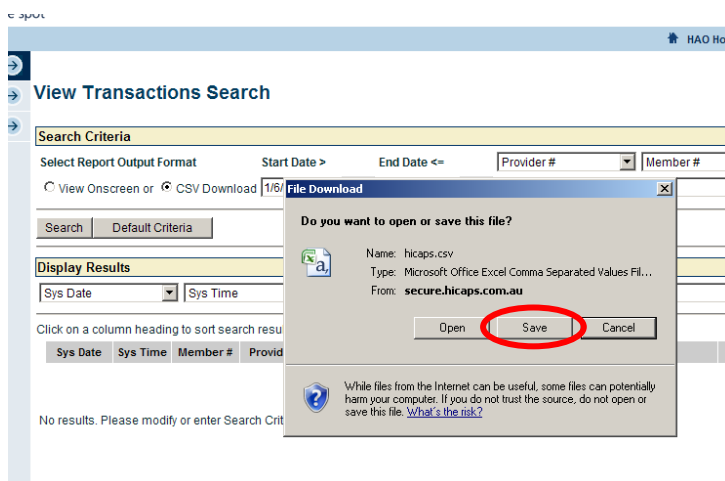 e spot
HAO Ho
View Transactions Search
Search Criteria
Select Report Output Format Start Date > End Date <= Provider # Member #
View Onscreen or CSV Download 1/6/
File Download
Do you want to open or save this file?
Search Default Criteria
Name: hicaps.csv
Type: Microsoft Office Excel Comma Separated Values Fil...
From: secure.hicaps.com.au
Display Results
Sys Date Sys Time
Open Save Cancel
Click on a column heading to sort search resu
Sys Date Sys Time Member # Provid
While files from the Internet can be useful, some files can potentially
harm your computer. If you do not trust the source, do not open or
save this file. What's the risk?
No results. Please modify or enter Search Crit